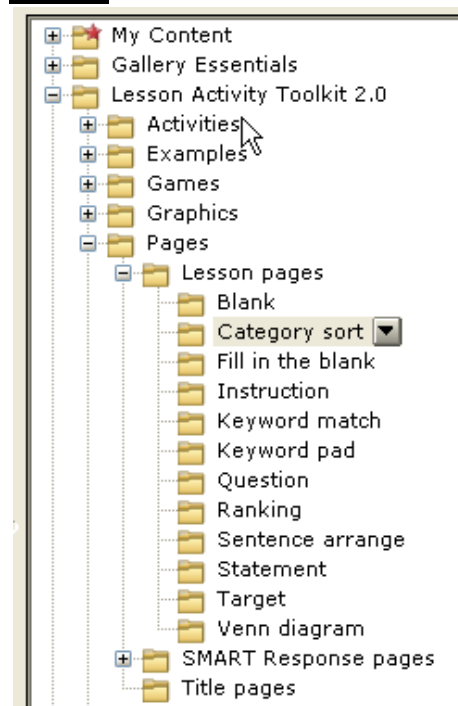 My Content
Gallery Essentials
Lesson Activity Toolkit 2.0
Activities
Examples
Games
Graphics
Pages
Lesson pages
Blank
Category sort
Fill in the blank
Instruction
Keyword match
Keyword pad
Question
Ranking
Sentence arrange
Statement
Target
Venn diagram
SMART Response pages
Title pages